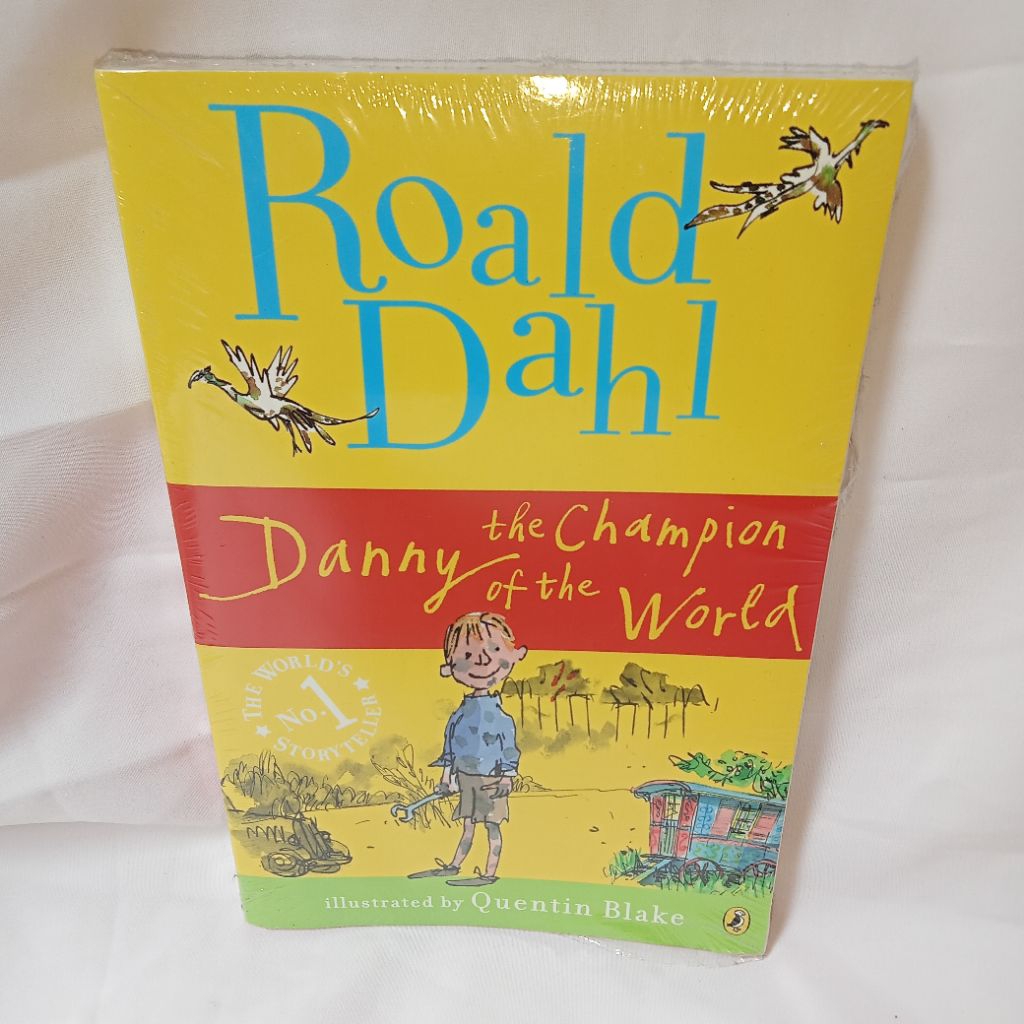 Roald
Dahl
Danny the Champion
of the World
THE WORLD'S
No.1
STORYTELLER
illustrated by Quentin Blake